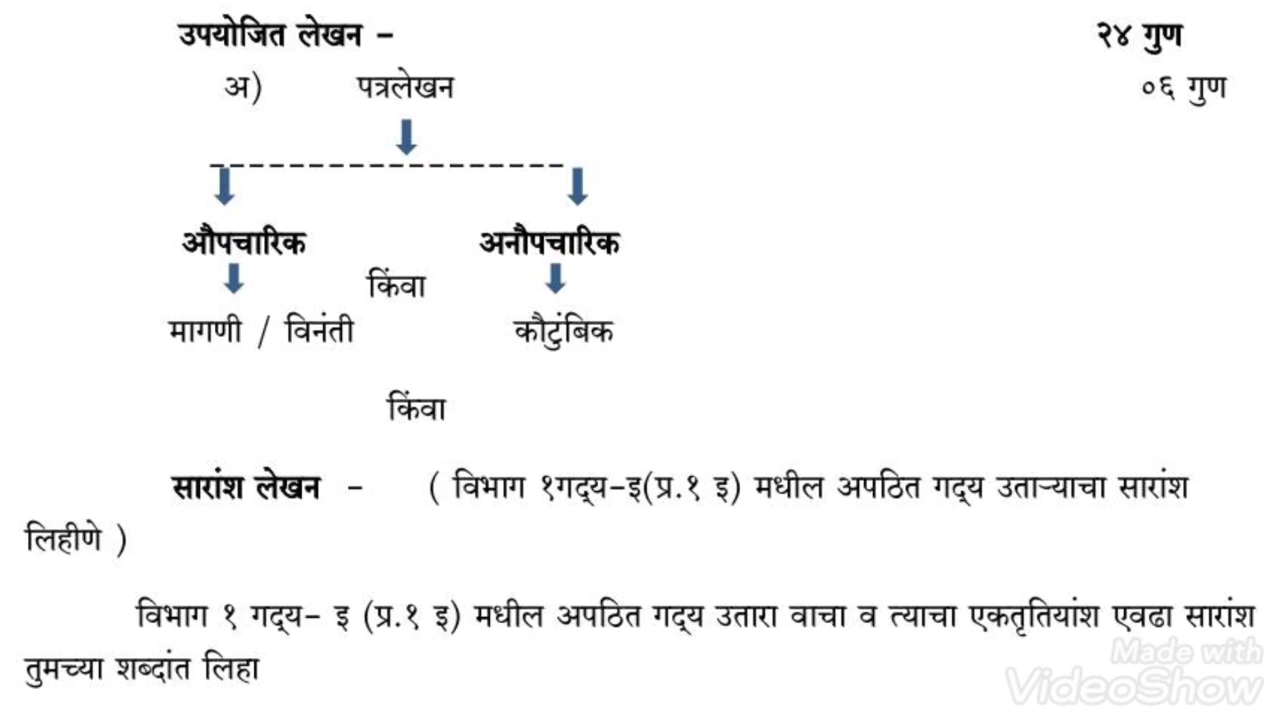 उपयोजित लेखन – २४ गुण
अ) पत्रलेखन ०६ गुण
औपचारिक अनौपचारिक
किंवा
मागणी / विनंती कौटुंबिक
किंवा
सारांश लेखन - ( विभाग १गद्य-इ(प्र.१ इ) मधील अपठित गद्य उताऱ्याचा सारांश
लिहीणे )
विभाग १ गद्य- इ (प्र.१ इ) मधील अपठित गद्य उतारा वाचा व त्याचा एकतृतियांश एवढा सारांश
तुमच्या शब्दांत लिहा
Made with
VideoShow